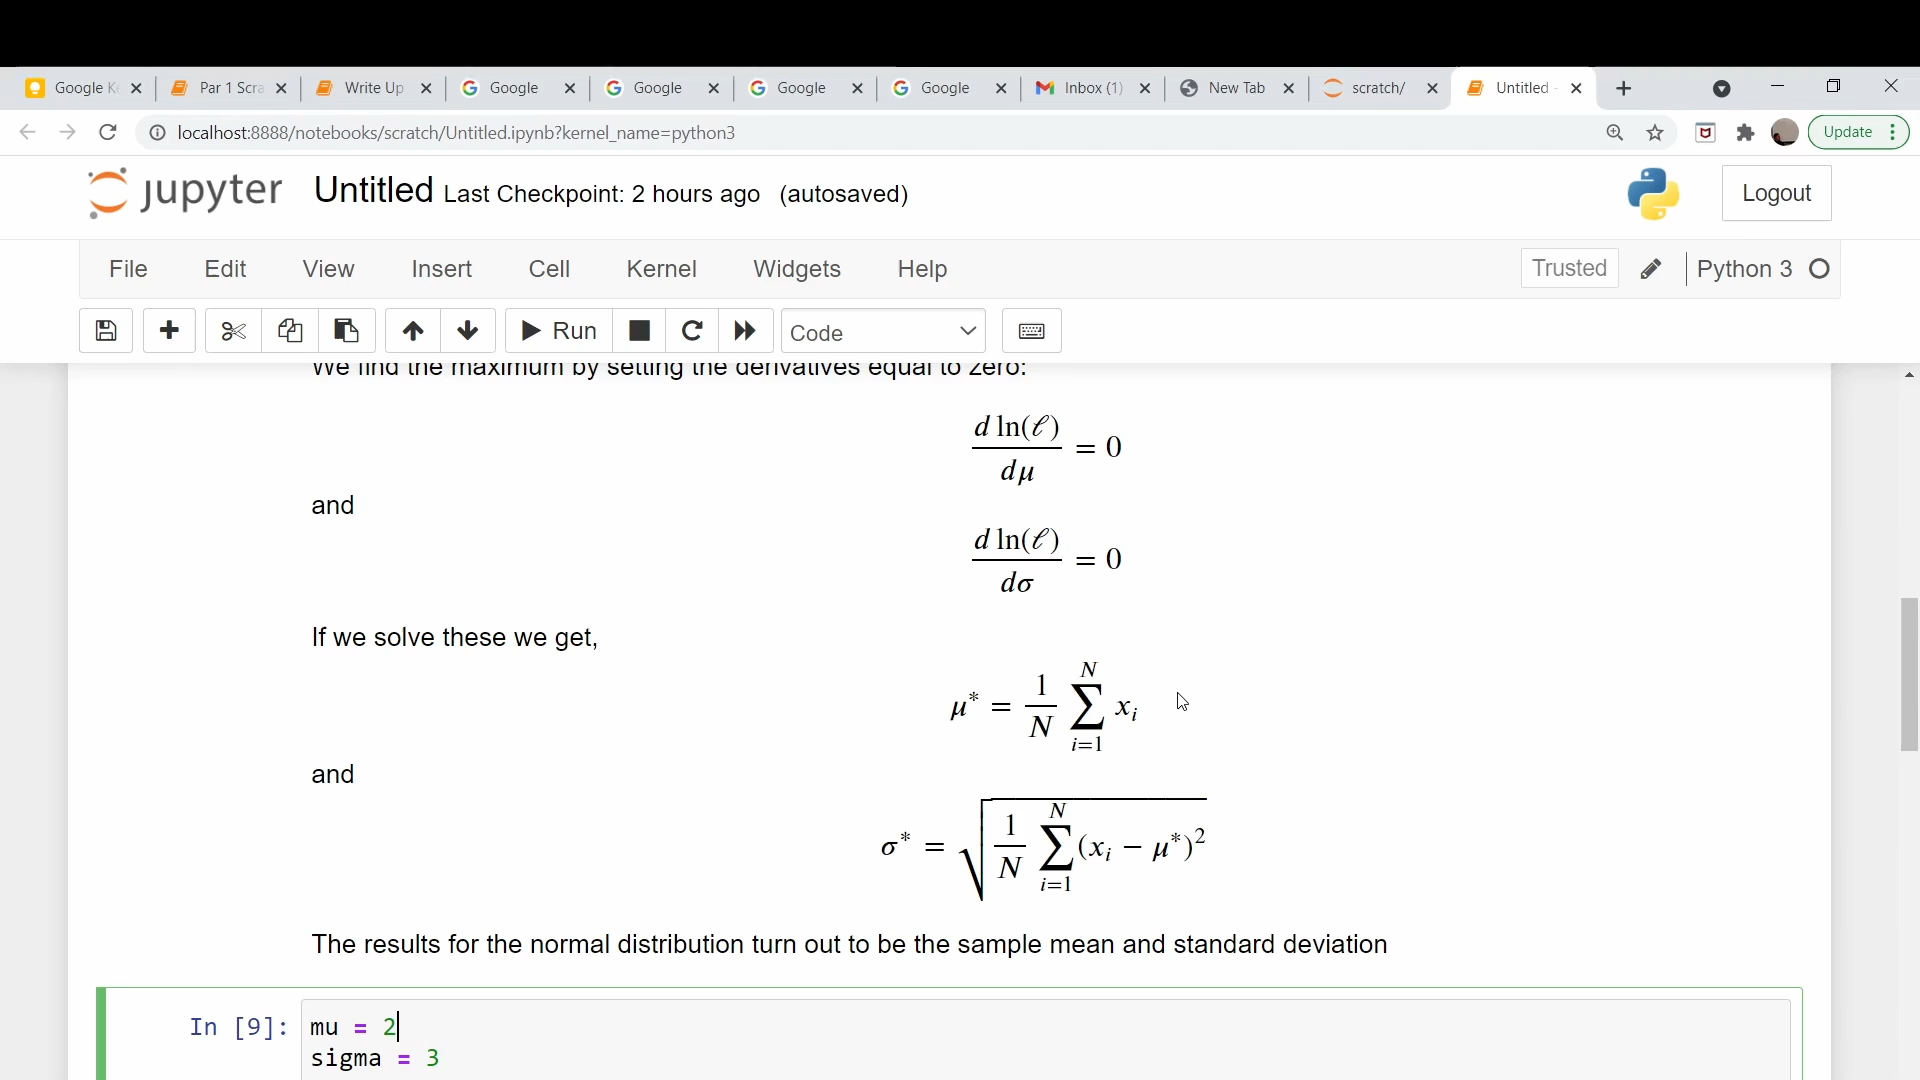 Google K
Par 1 Scra
Write Up
Google
Google
Google
Google
Inbox (1)
New Tab
scratch/
Untitled -
localhost:8888/notebooks/scratch/Untitled.ipynb?kernel_name=python3
Update
jupyter Untitled Last Checkpoint: 2 hours ago (autosaved)
Logout
File Edit View Insert Cell Kernel Widgets Help
Trusted
Python 3
Run
Code
We find the maximum by setting the derivatives equal to zero:
d ln(ℓ) / dμ = 0
and
d ln(ℓ) / dσ = 0
If we solve these we get,
μ* = 1/N ∑_{i=1}^{N} x_i
and
σ* = √(1/N ∑_{i=1}^{N} (x_i − μ*)²)
The results for the normal distribution turn out to be the sample mean and standard deviation
In [9]: mu = 2
sigma = 3